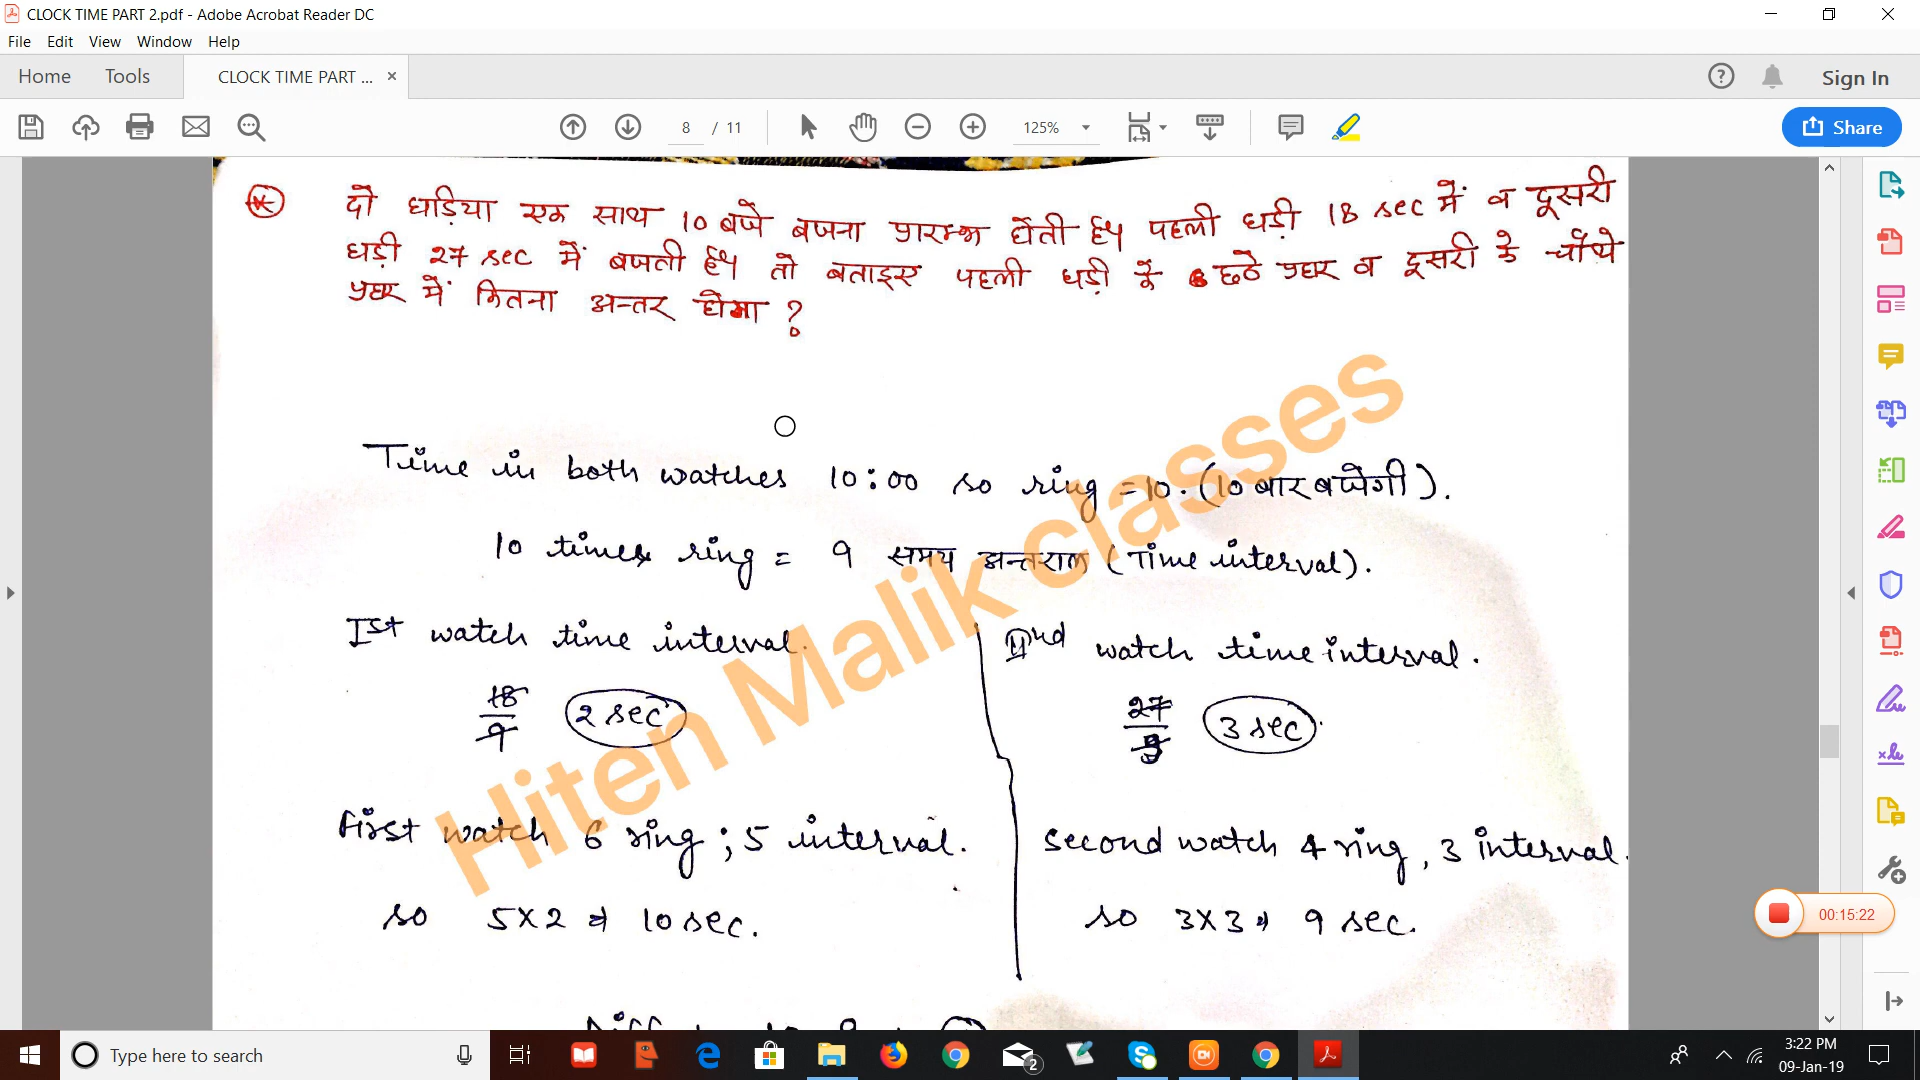 CLOCK TIME PART 2.pdf - Adobe Acrobat Reader DC
File Edit View Window Help
Home Tools CLOCK TIME PART ... × Sign In
8 / 11 125% Share
दो घड़िया एक साथ 10 बजे बजना प्रारम्भ होती है। पहली घड़ी 18 sec में व दूसरी
घड़ी 27 sec में बजती है। तो बताइए पहली घड़ी के छठे प्रहार व दूसरी के चौथे
प्रहार में कितना अन्तर होगा ?
Time in both watches 10:00 so ring = 10. (10 बार बजेगी).
10 times ring = 9 समय अन्तराल (Time interval).
Ist watch time interval.
18/9 2 sec
First watch 6 ring ; 5 interval.
so 5x2 ⇒ 10 sec.
IInd watch time interval.
27/9 3 sec
second watch 4 ring, 3 interval.
so 3x3 ⇒ 9 sec.
Hiten Malik Classes
00:15:22
Type here to search
2
3:22 PM
09-Jan-19